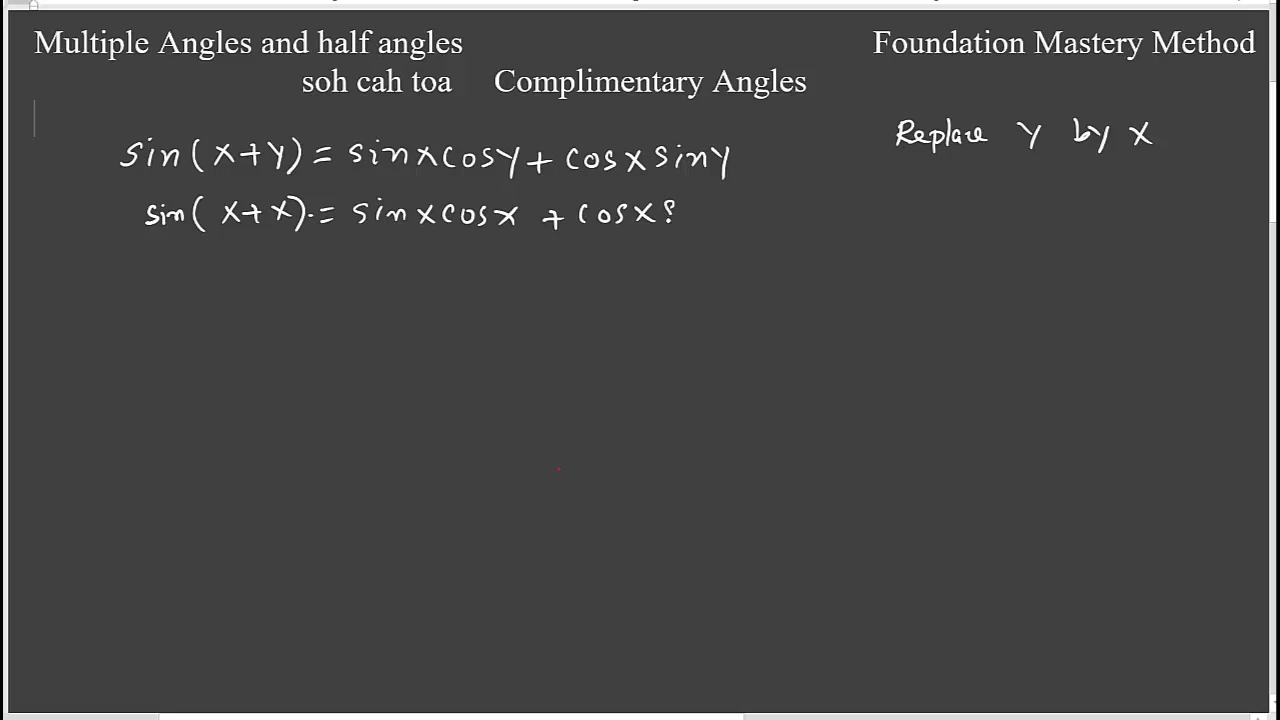 Multiple Angles and half angles Foundation Mastery Method
soh cah toa Complimentary Angles
Replace Y by X
sin(X+Y) = sinXcosY + cosXsinY
sin(X+X) = sinXcosX + cosX